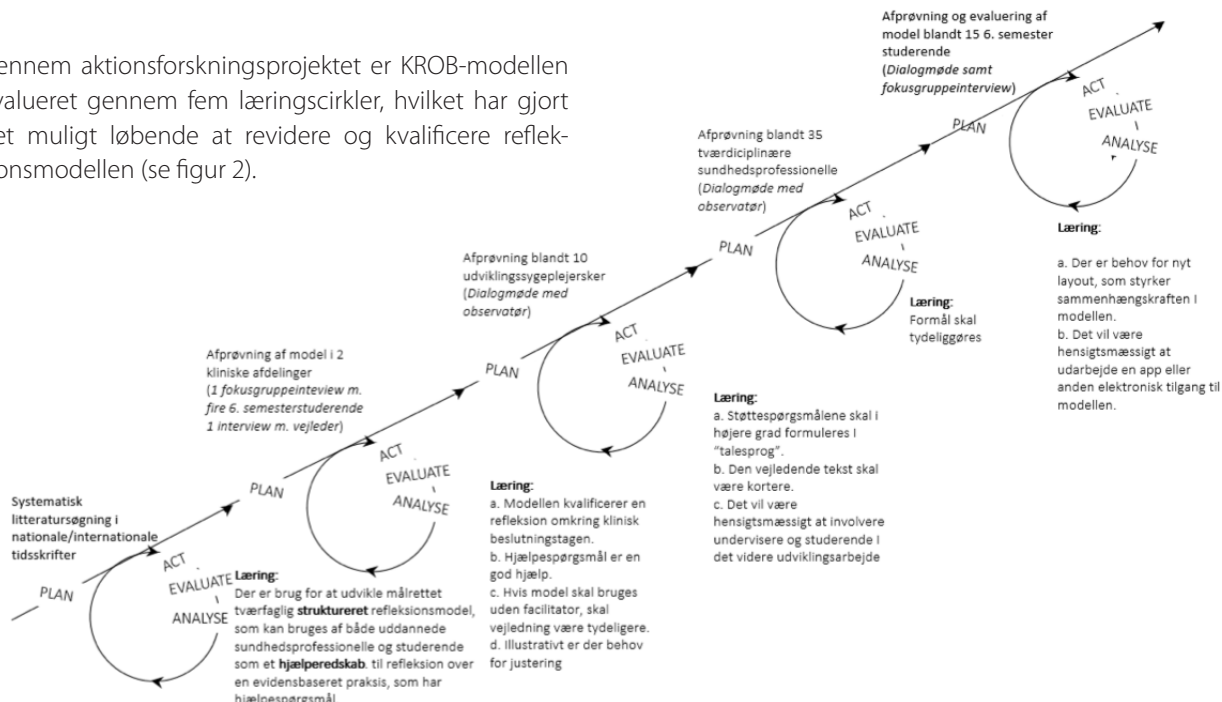 ennem aktionsforskningsprojektet er KROB-modellen
valueret gennem fem læringscirkler, hvilket har gjort
et muligt løbende at revidere og kvalificere reflek-
onsmodellen (se figur 2).
Systematisk
litteratursøgning i
nationale/internationale
tidsskrifter
PLAN
ACT
EVALUATE
ANALYSE
Læring:
Der er brug for at udvikle målrettet
tværfaglig struktureret refleksionsmodel,
som kan bruges af både uddannede
sundhedsprofessionelle og studerende
som et hjælperedskab. til refleksion over
en evidensbaseret praksis, som har
hjælpespørgsmål
Afprøvning af model i 2
kliniske afdelinger
(1 fokusgruppeinteview m.
fire 6. semesterstuderende
1 interview m. vejleder)
PLAN
ACT
EVALUATE
ANALYSE
Læring:
a. Modellen kvalificerer en
refleksion omkring klinisk
beslutningstagen.
b. Hjælpespørgsmål er en
god hjælp.
c. Hvis model skal bruges
uden facilitator, skal
vejledning være tydeligere.
d. Illustrativt er der behov
for justering
Afprøvning blandt 10
udviklingssygeplejersker
(Dialogmøde med
observatør)
PLAN
ACT
EVALUATE
ANALYSE
Læring:
a. Støttespørgsmålene skal i
højere grad formuleres I
"talesprog".
b. Den vejledende tekst skal
være kortere.
c. Det vil være
hensigtsmæssigt at involvere
undervisere og studerende I
det videre udviklingsarbejde
Afprøvning blandt 35
tværdiciplinære
sundhedsprofessionelle
(Dialogmøde med
observatør)
PLAN
ACT
EVALUATE
ANALYSE
Læring:
Formål skal
tydeliggøres
Afprøvning og evaluering af
model blandt 15 6. semester
studerende
(Dialogmøde samt
fokusgruppeinterview)
PLAN
ACT
EVALUATE
ANALYSE
Læring:
a. Der er behov for nyt
layout, som styrker
sammenhængskraften I
modellen.
b. Det vil være
hensigtsmæssigt at
udarbejde en app eller
anden elektronisk tilgang til
modellen.